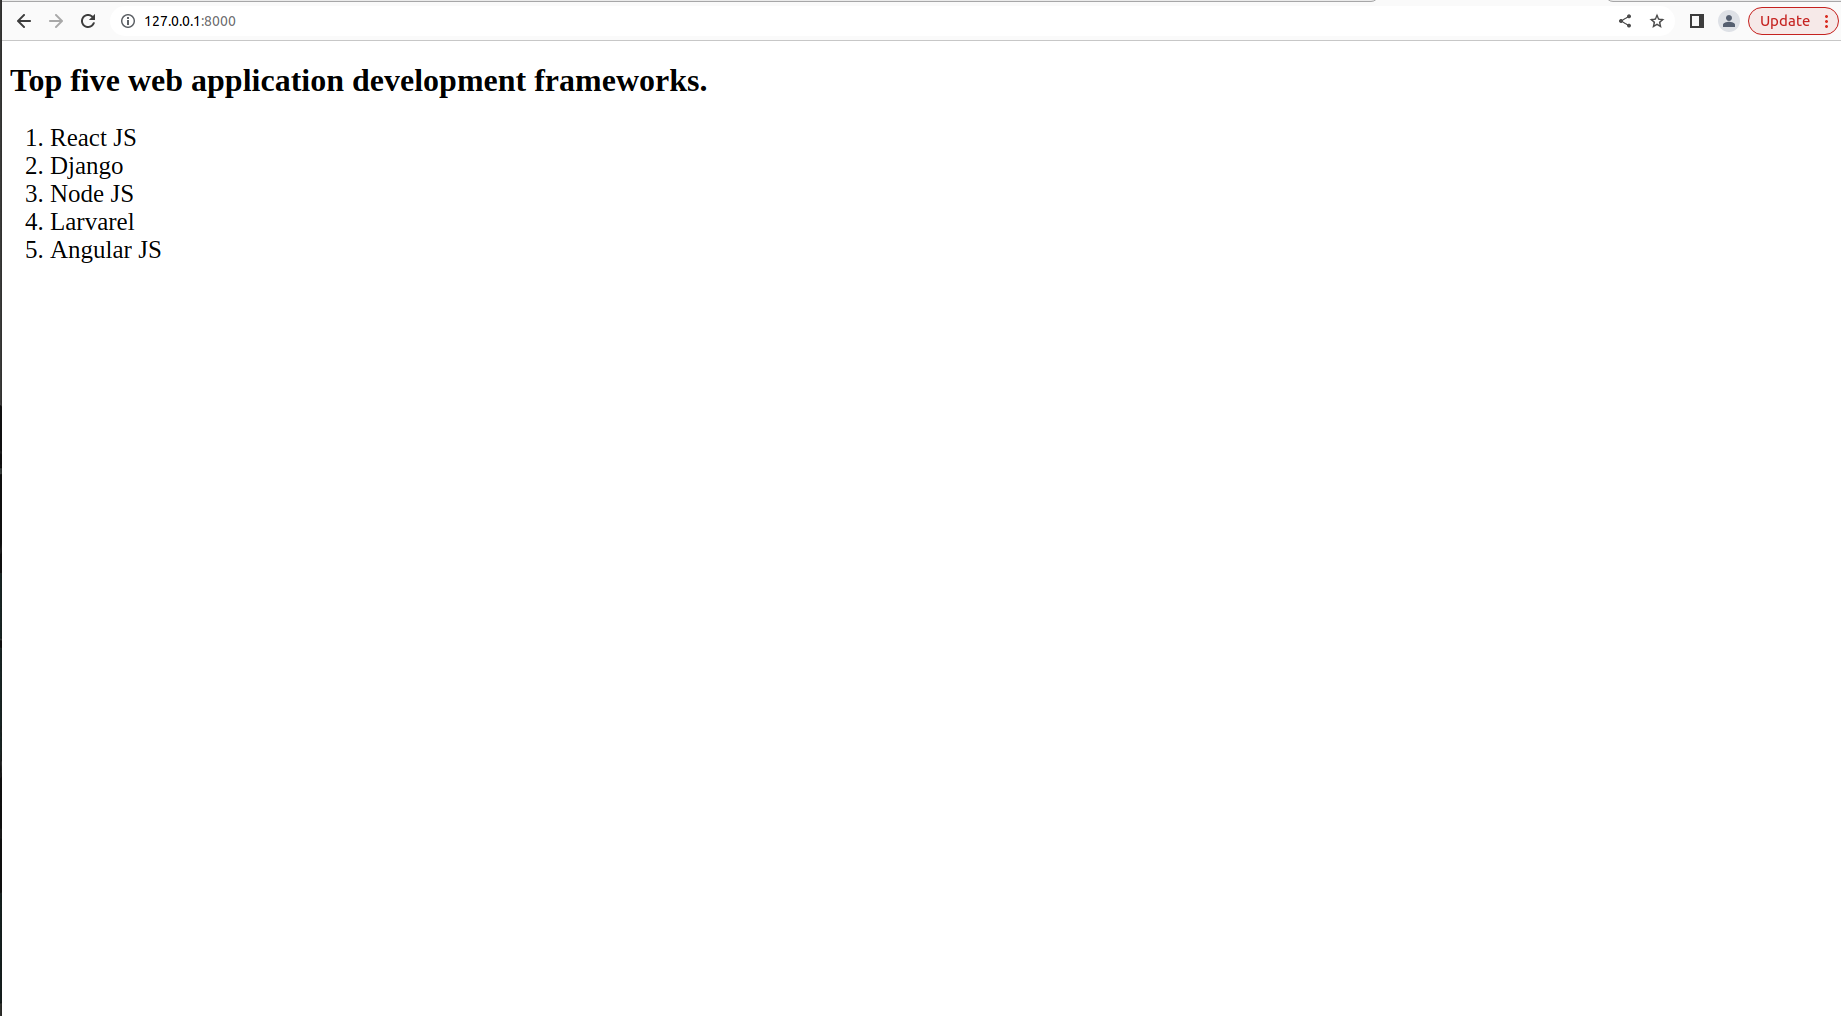 127.0.0.1:8000
Update
Top five web application development frameworks.
1. React JS
2. Django
3. Node JS
4. Larvarel
5. Angular JS